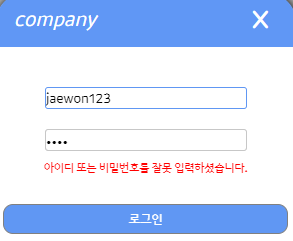 company
jaewon123
••••
아이디 또는 비밀번호를 잘못 입력하셨습니다.
로그인